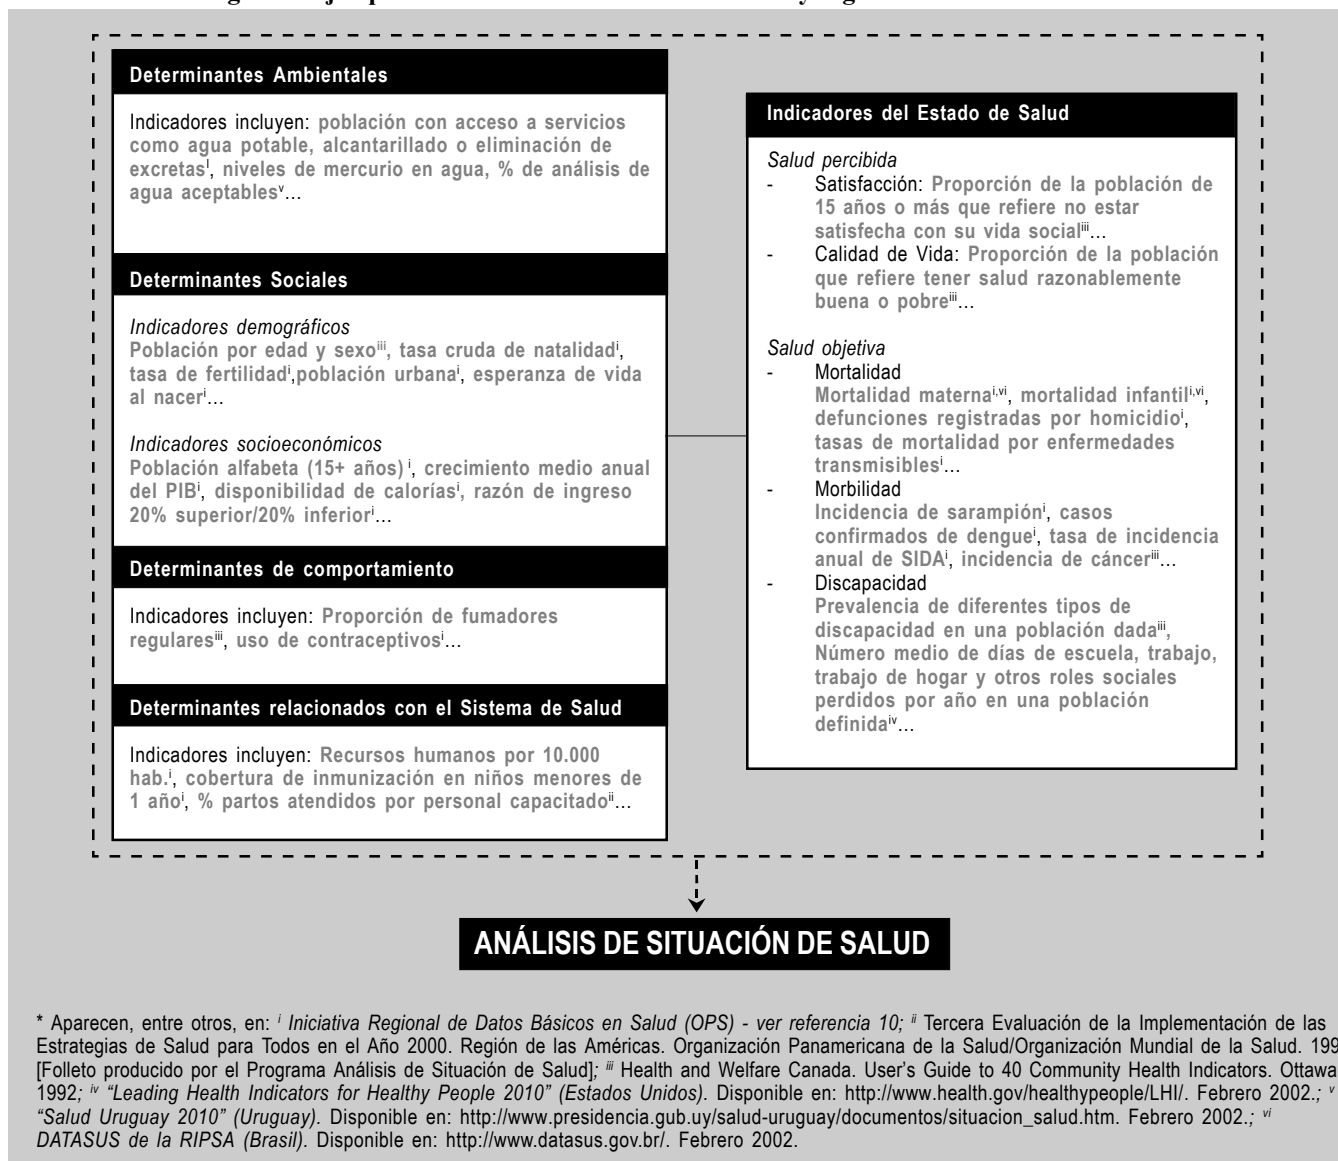 Determinantes Ambientales
Indicadores incluyen: población con acceso a servicios
como agua potable, alcantarillado o eliminación de
excretasⁱ, niveles de mercurio en agua, % de análisis de
agua aceptablesᵛ...
Determinantes Sociales
Indicadores demográficos
Población por edad y sexoⁱⁱⁱ, tasa cruda de natalidadⁱ,
tasa de fertilidadⁱ,población urbanaⁱ, esperanza de vida
al nacerⁱ...
Indicadores socioeconómicos
Población alfabeta (15+ años) ⁱ, crecimiento medio anual
del PIBⁱ, disponibilidad de caloríasⁱ, razón de ingreso
20% superior/20% inferiorⁱ...
Determinantes de comportamiento
Indicadores incluyen: Proporción de fumadores
regularesⁱⁱⁱ, uso de contraceptivosⁱ...
Determinantes relacionados con el Sistema de Salud
Indicadores incluyen: Recursos humanos por 10.000
hab.ⁱ, cobertura de inmunización en niños menores de
1 añoⁱ, % partos atendidos por personal capacitadoⁱⁱ...
Indicadores del Estado de Salud
Salud percibida
- Satisfacción: Proporción de la población de
15 años o más que refiere no estar
satisfecha con su vida socialⁱⁱⁱ...
- Calidad de Vida: Proporción de la población
que refiere tener salud razonablemente
buena o pobreⁱⁱⁱ...
Salud objetiva
- Mortalidad
Mortalidad maternaⁱ,ᵛⁱ, mortalidad infantilⁱ,ᵛⁱ,
defunciones registradas por homicidioⁱ,
tasas de mortalidad por enfermedades
transmisiblesⁱ...
- Morbilidad
Incidencia de sarampiónⁱ, casos
confirmados de dengueⁱ, tasa de incidencia
anual de SIDAⁱ, incidencia de cáncerⁱⁱⁱ...
- Discapacidad
Prevalencia de diferentes tipos de
discapacidad en una población dadaⁱⁱⁱ,
Número medio de días de escuela, trabajo,
trabajo de hogar y otros roles sociales
perdidos por año en una población
definidaⁱᵛ...
ANÁLISIS DE SITUACIÓN DE SALUD
* Aparecen, entre otros, en: ⁱ Iniciativa Regional de Datos Básicos en Salud (OPS) - ver referencia 10; ⁱⁱ Tercera Evaluación de la Implementación de las
Estrategias de Salud para Todos en el Año 2000. Región de las Américas. Organización Panamericana de la Salud/Organización Mundial de la Salud. 199
[Folleto producido por el Programa Análisis de Situación de Salud]; ⁱⁱⁱ Health and Welfare Canada. User's Guide to 40 Community Health Indicators. Ottawa
1992; ⁱᵛ "Leading Health Indicators for Healthy People 2010" (Estados Unidos). Disponible en: http://www.health.gov/healthypeople/LHI/. Febrero 2002.; ᵛ
"Salud Uruguay 2010" (Uruguay). Disponible en: http://www.presidencia.gub.uy/salud-uruguay/documentos/situacion_salud.htm. Febrero 2002.; ᵛⁱ
DATASUS de la RIPSA (Brasil). Disponible en: http://www.datasus.gov.br/. Febrero 2002.